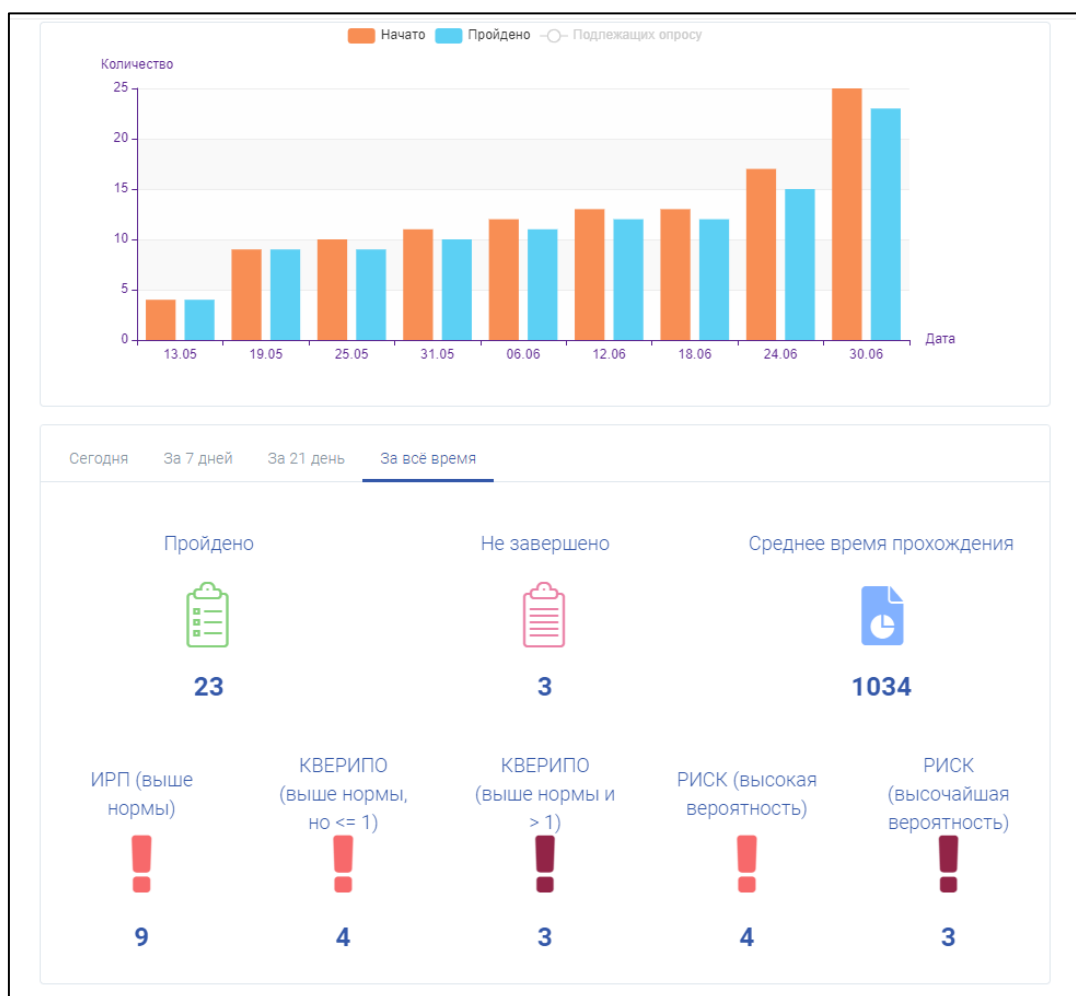 Начато Пройдено Подлежащих опросу
Количество
25
20
15
10
5
0
13.05 19.05 25.05 31.05 06.06 12.06 18.06 24.06 30.06
Дата
Сегодня За 7 дней За 21 день За всё время
Пройдено Не завершено Среднее время прохождения
23 3 1034
ИРП (выше
нормы)
КВЕРИПО
(выше нормы,
но <= 1)
КВЕРИПО
(выше нормы и
> 1)
РИСК (высокая
вероятность)
РИСК
(высочайшая
вероятность)
9 4 3 4 3